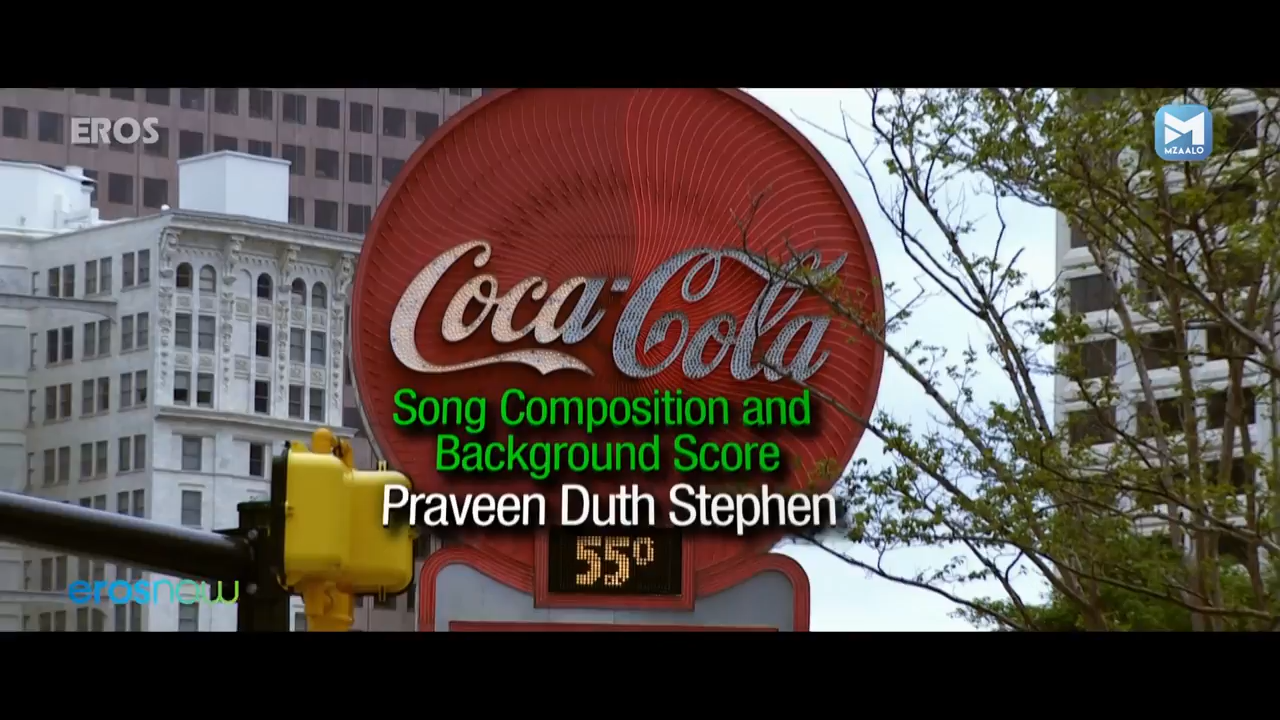 EROS
MZAALO
Coca-Cola
Song Composition and
Background Score
Praveen Duth Stephen
55°
erosnow